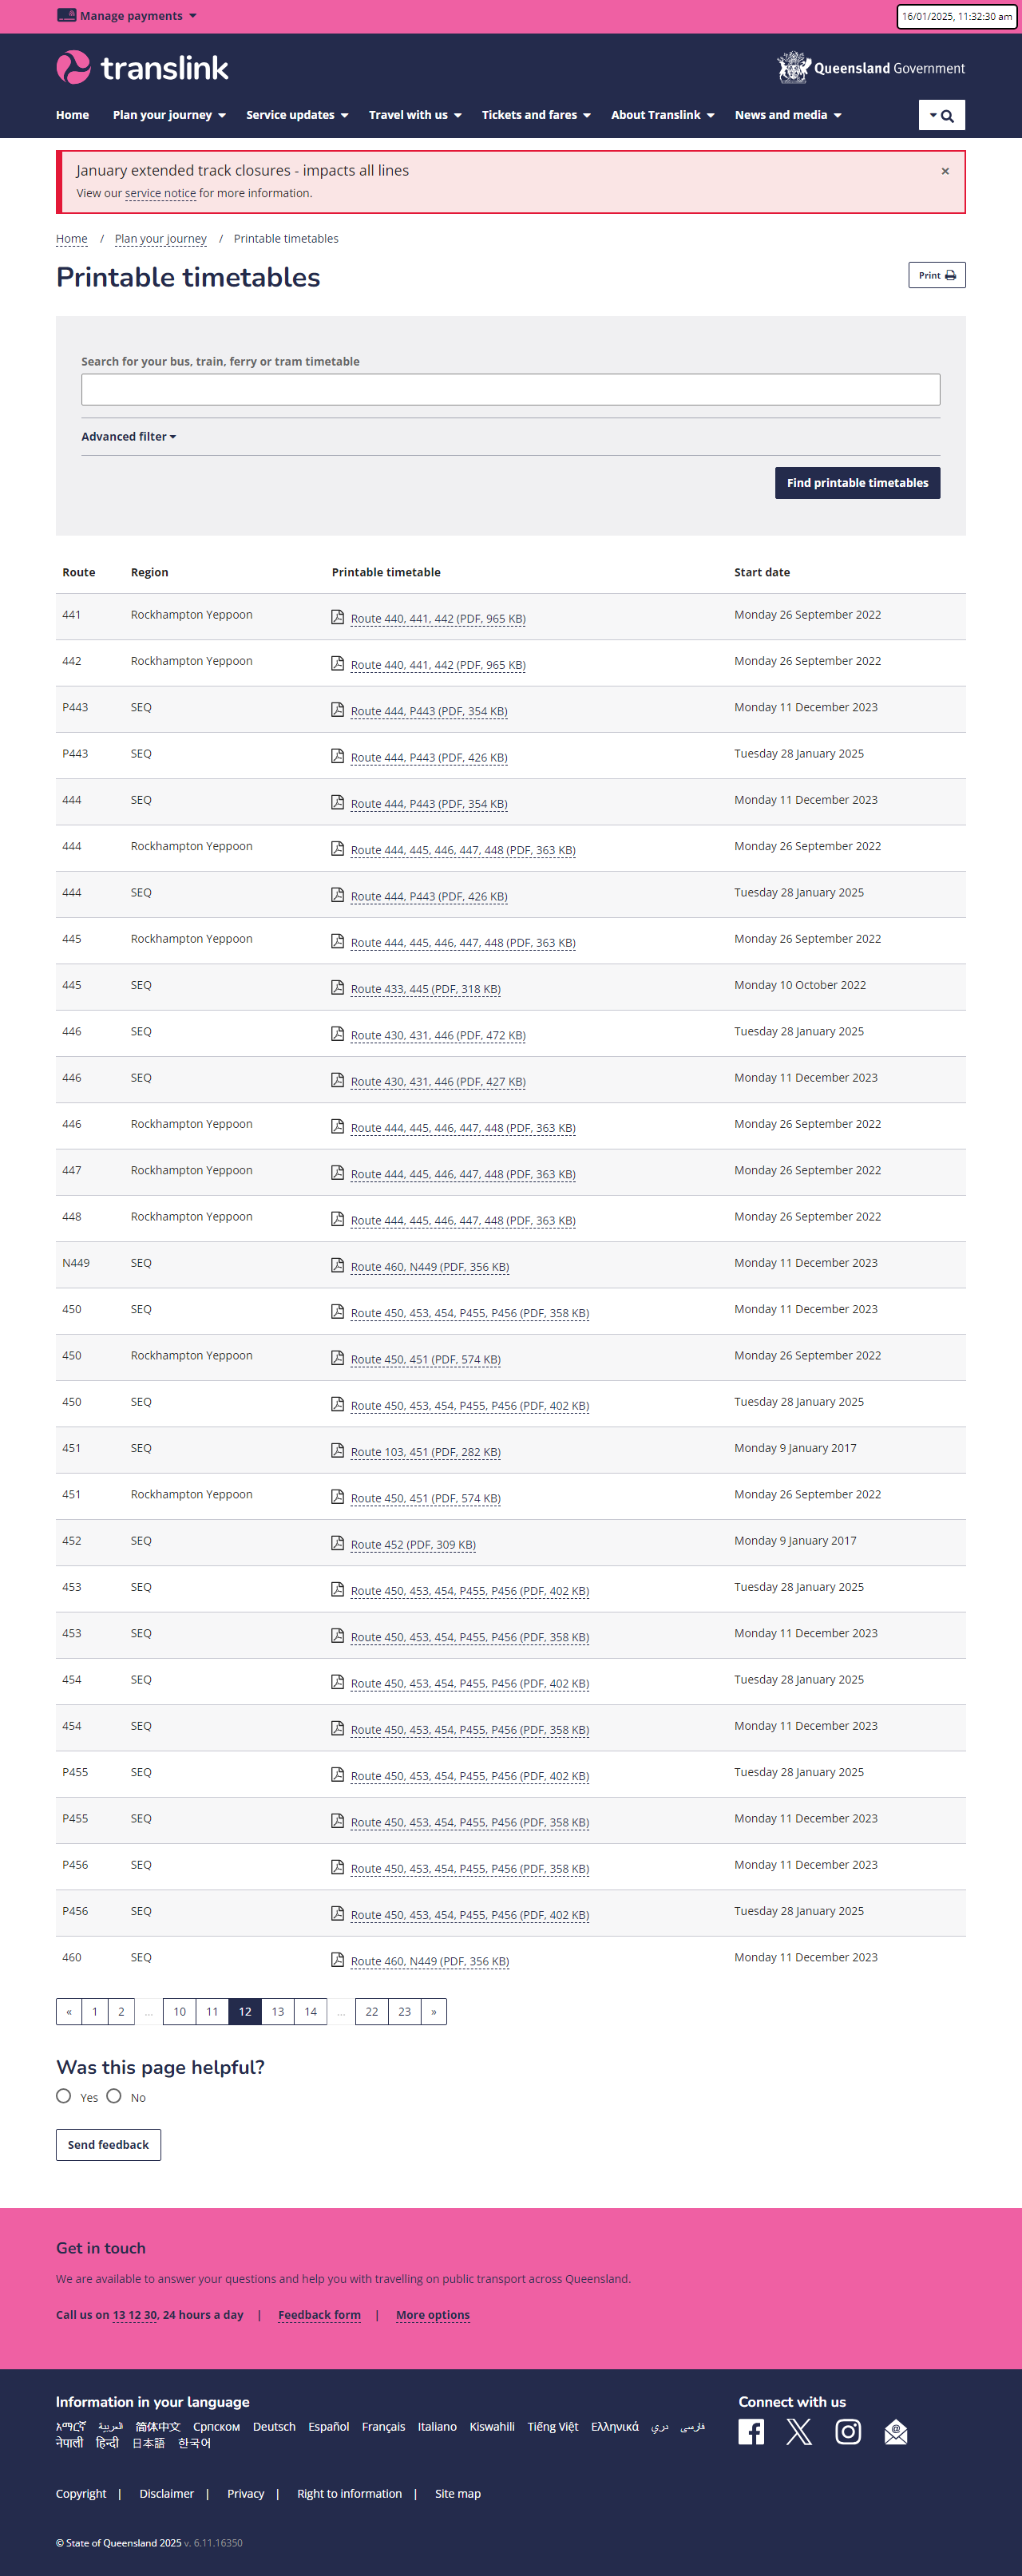 Manage payments
16/01/2025, 11:32:30 am
translink
Queensland Government
Home Plan your journey Service updates Travel with us Tickets and fares About Translink News and media
January extended track closures - impacts all lines ×
View our service notice for more information.
Home / Plan your journey / Printable timetables
Printable timetables
Print
Search for your bus, train, ferry or tram timetable
Advanced filter
Find printable timetables
Route Region Printable timetable Start date
441 Rockhampton Yeppoon Route 440, 441, 442 (PDF, 965 KB) Monday 26 September 2022
442 Rockhampton Yeppoon Route 440, 441, 442 (PDF, 965 KB) Monday 26 September 2022
P443 SEQ Route 444, P443 (PDF, 354 KB) Monday 11 December 2023
P443 SEQ Route 444, P443 (PDF, 426 KB) Tuesday 28 January 2025
444 SEQ Route 444, P443 (PDF, 354 KB) Monday 11 December 2023
444 Rockhampton Yeppoon Route 444, 445, 446, 447, 448 (PDF, 363 KB) Monday 26 September 2022
444 SEQ Route 444, P443 (PDF, 426 KB) Tuesday 28 January 2025
445 Rockhampton Yeppoon Route 444, 445, 446, 447, 448 (PDF, 363 KB) Monday 26 September 2022
445 SEQ Route 433, 445 (PDF, 318 KB) Monday 10 October 2022
446 SEQ Route 430, 431, 446 (PDF, 472 KB) Tuesday 28 January 2025
446 SEQ Route 430, 431, 446 (PDF, 427 KB) Monday 11 December 2023
446 Rockhampton Yeppoon Route 444, 445, 446, 447, 448 (PDF, 363 KB) Monday 26 September 2022
447 Rockhampton Yeppoon Route 444, 445, 446, 447, 448 (PDF, 363 KB) Monday 26 September 2022
448 Rockhampton Yeppoon Route 444, 445, 446, 447, 448 (PDF, 363 KB) Monday 26 September 2022
N449 SEQ Route 460, N449 (PDF, 356 KB) Monday 11 December 2023
450 SEQ Route 450, 453, 454, P455, P456 (PDF, 358 KB) Monday 11 December 2023
450 Rockhampton Yeppoon Route 450, 451 (PDF, 574 KB) Monday 26 September 2022
450 SEQ Route 450, 453, 454, P455, P456 (PDF, 402 KB) Tuesday 28 January 2025
451 SEQ Route 103, 451 (PDF, 282 KB) Monday 9 January 2017
451 Rockhampton Yeppoon Route 450, 451 (PDF, 574 KB) Monday 26 September 2022
452 SEQ Route 452 (PDF, 309 KB) Monday 9 January 2017
453 SEQ Route 450, 453, 454, P455, P456 (PDF, 402 KB) Tuesday 28 January 2025
453 SEQ Route 450, 453, 454, P455, P456 (PDF, 358 KB) Monday 11 December 2023
454 SEQ Route 450, 453, 454, P455, P456 (PDF, 402 KB) Tuesday 28 January 2025
454 SEQ Route 450, 453, 454, P455, P456 (PDF, 358 KB) Monday 11 December 2023
P455 SEQ Route 450, 453, 454, P455, P456 (PDF, 402 KB) Tuesday 28 January 2025
P455 SEQ Route 450, 453, 454, P455, P456 (PDF, 358 KB) Monday 11 December 2023
P456 SEQ Route 450, 453, 454, P455, P456 (PDF, 358 KB) Monday 11 December 2023
P456 SEQ Route 450, 453, 454, P455, P456 (PDF, 402 KB) Tuesday 28 January 2025
460 SEQ Route 460, N449 (PDF, 356 KB) Monday 11 December 2023
« 1 2 ... 10 11 12 13 14 ... 22 23 »
Was this page helpful?
Yes No
Send feedback
Get in touch
We are available to answer your questions and help you with travelling on public transport across Queensland.
Call us on 13 12 30, 24 hours a day | Feedback form | More options
Information in your language
አማርኛ العربية 简体中文 Српском Deutsch Español Français Italiano Kiswahili Tiếng Việt Ελληνικά دری فارسی
नेपाली हिन्दी 日本語 한국어
Connect with us
Copyright | Disclaimer | Privacy | Right to information | Site map
© State of Queensland 2025 v. 6.11.16350